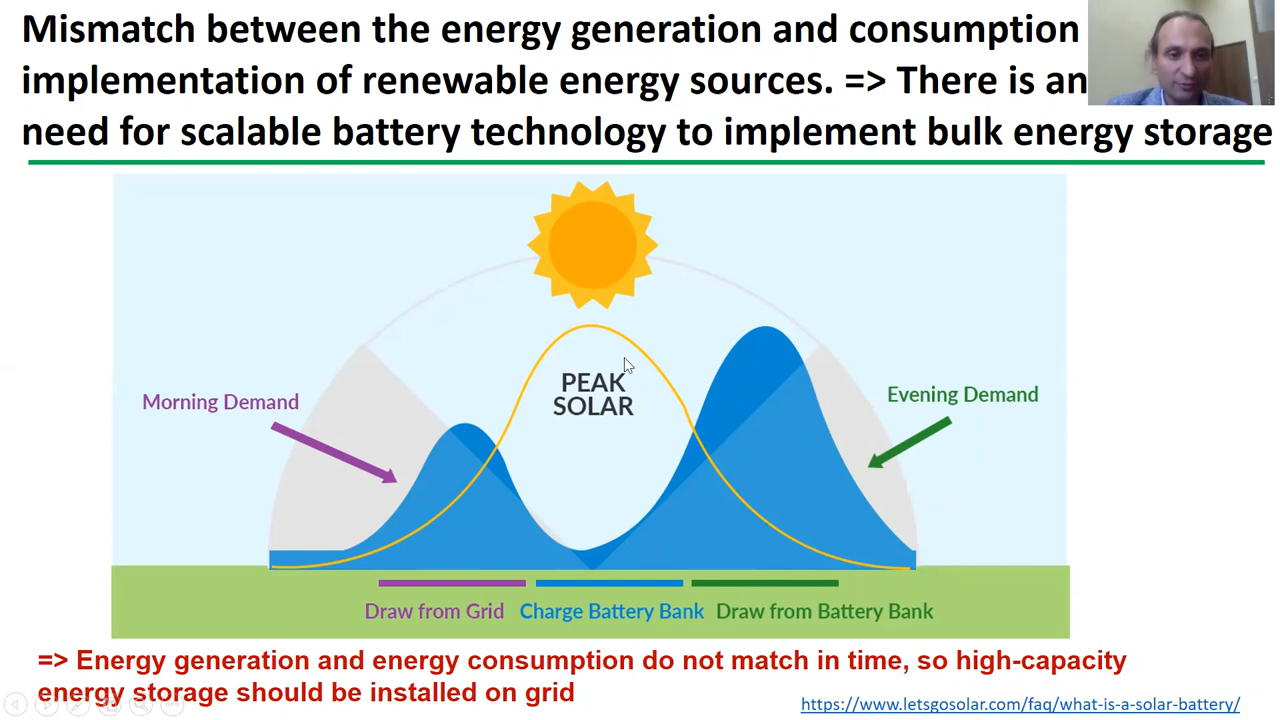 Mismatch between the energy generation and consumption
implementation of renewable energy sources. => There is an
need for scalable battery technology to implement bulk energy storage
PEAK
SOLAR
Morning Demand
Evening Demand
Draw from Grid
Charge Battery Bank
Draw from Battery Bank
=> Energy generation and energy consumption do not match in time, so high-capacity
energy storage should be installed on grid
https://www.letsgosolar.com/faq/what-is-a-solar-battery/